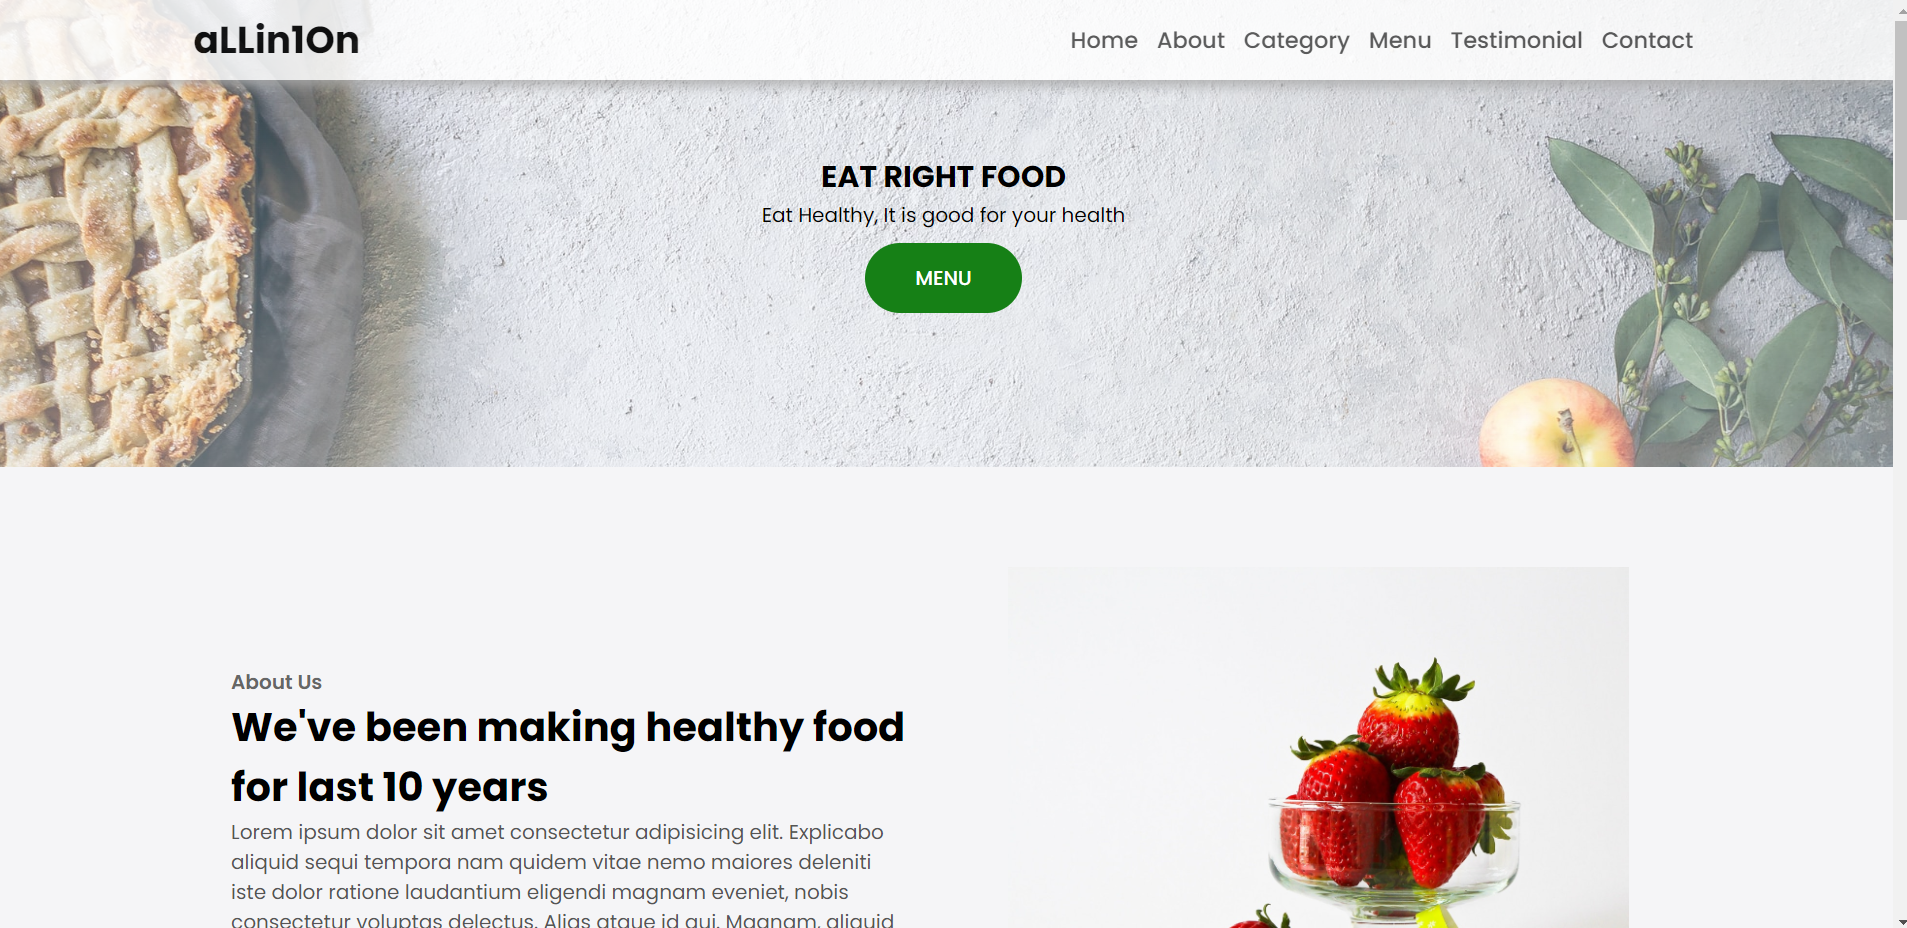 aLLin1On
Home About Category Menu Testimonial Contact
EAT RIGHT FOOD
Eat Healthy, It is good for your health
MENU
About Us
We've been making healthy food
for last 10 years
Lorem ipsum dolor sit amet consectetur adipisicing elit. Explicabo
aliquid sequi tempora nam quidem vitae nemo maiores deleniti
iste dolor ratione laudantium eligendi magnam eveniet, nobis
consectetur voluptas delectus. Alias atque id qui. Magnam, aliquid